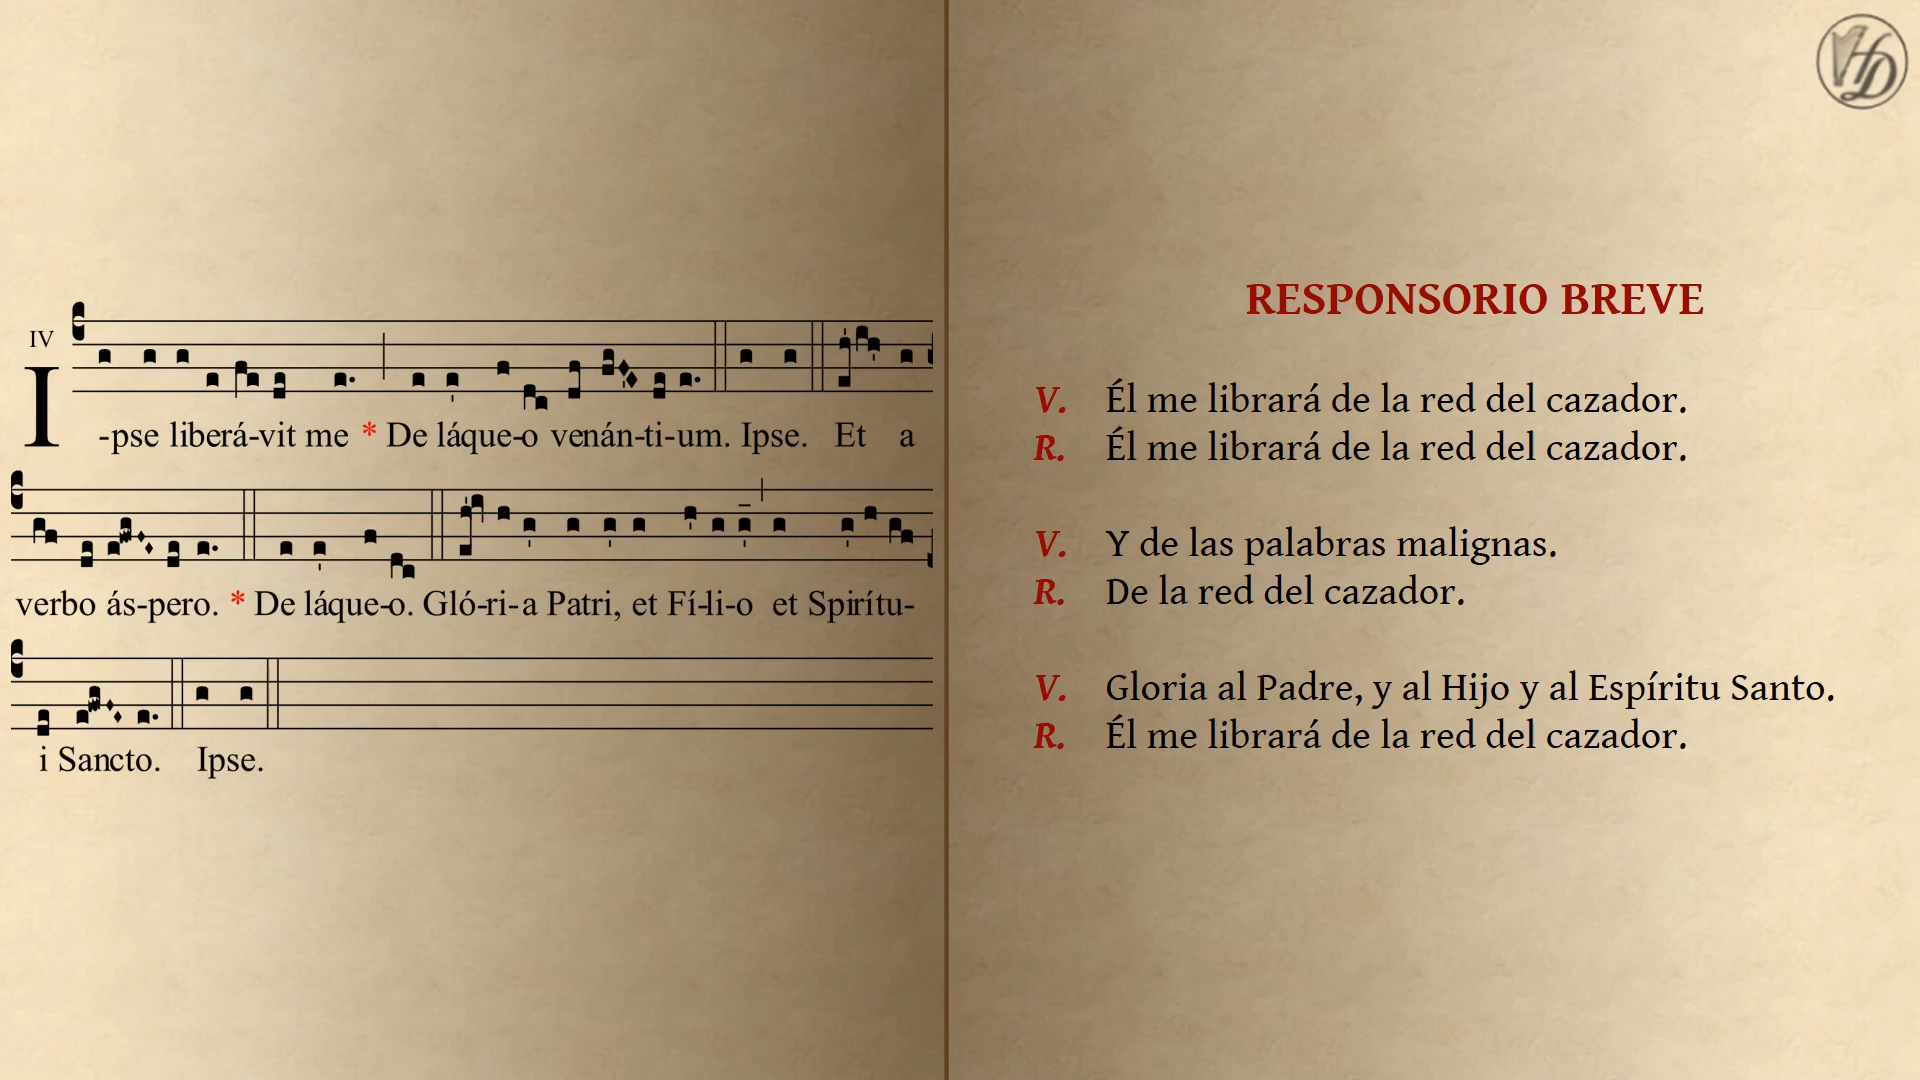 IV
I-pse liberá-vit me * De láque-o venán-ti-um. Ipse. Et a
verbo ás-pero. * De láque-o. Gló-ri-a Patri, et Fí-li-o et Spirítu-
i Sancto. Ipse.
HD
RESPONSORIO BREVE
V. Él me librará de la red del cazador.
R. Él me librará de la red del cazador.
V. Y de las palabras malignas.
R. De la red del cazador.
V. Gloria al Padre, y al Hijo y al Espíritu Santo.
R. Él me librará de la red del cazador.